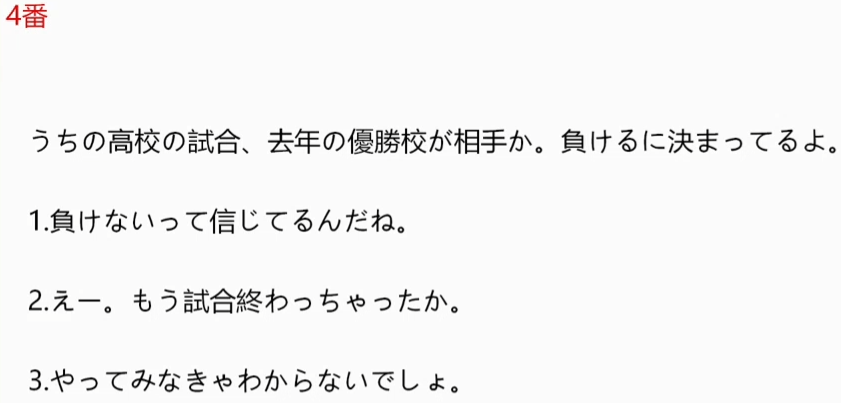 4番
うちの高校の試合、去年の優勝校が相手か。負けるに決まってるよ。
1.負けないって信じてるんだね。
2.えー。もう試合終わっちゃったか。
3.やってみなきゃわからないでしょ。